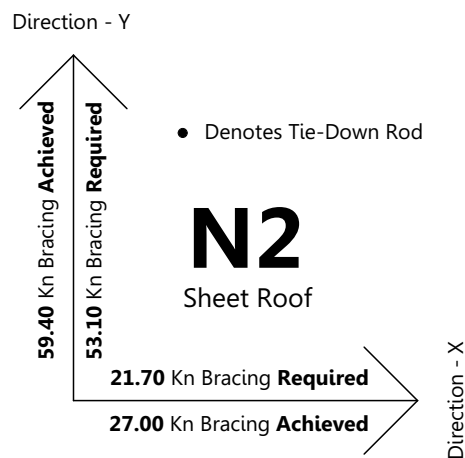 Direction - Y
59.40 Kn Bracing Achieved
53.10 Kn Bracing Required
Denotes Tie-Down Rod
N2
Sheet Roof
21.70 Kn Bracing Required
27.00 Kn Bracing Achieved
Direction - X